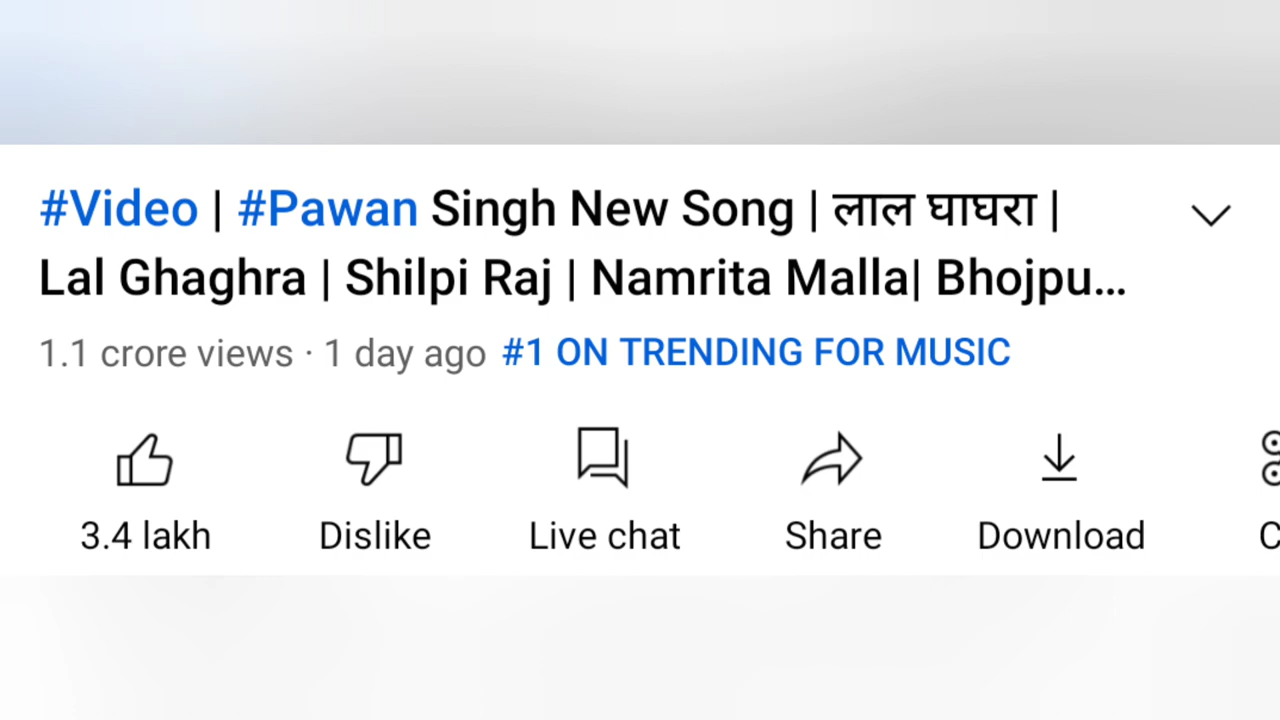 #Video | #Pawan Singh New Song | लाल घाघरा |
Lal Ghaghra | Shilpi Raj | Namrita Malla| Bhojpu...
1.1 crore views · 1 day ago #1 ON TRENDING FOR MUSIC
3.4 lakh Dislike Live chat Share Download C